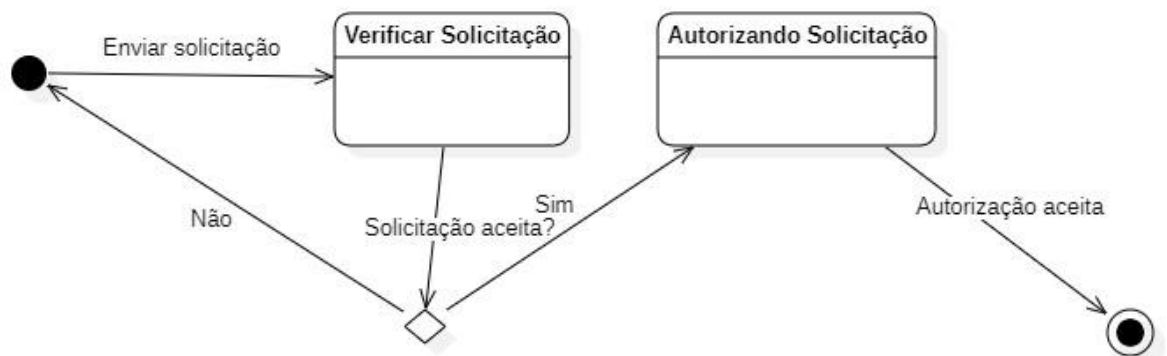 Enviar solicitação
Verificar Solicitação
Autorizando Solicitação
Não
Solicitação aceita?
Sim
Autorização aceita